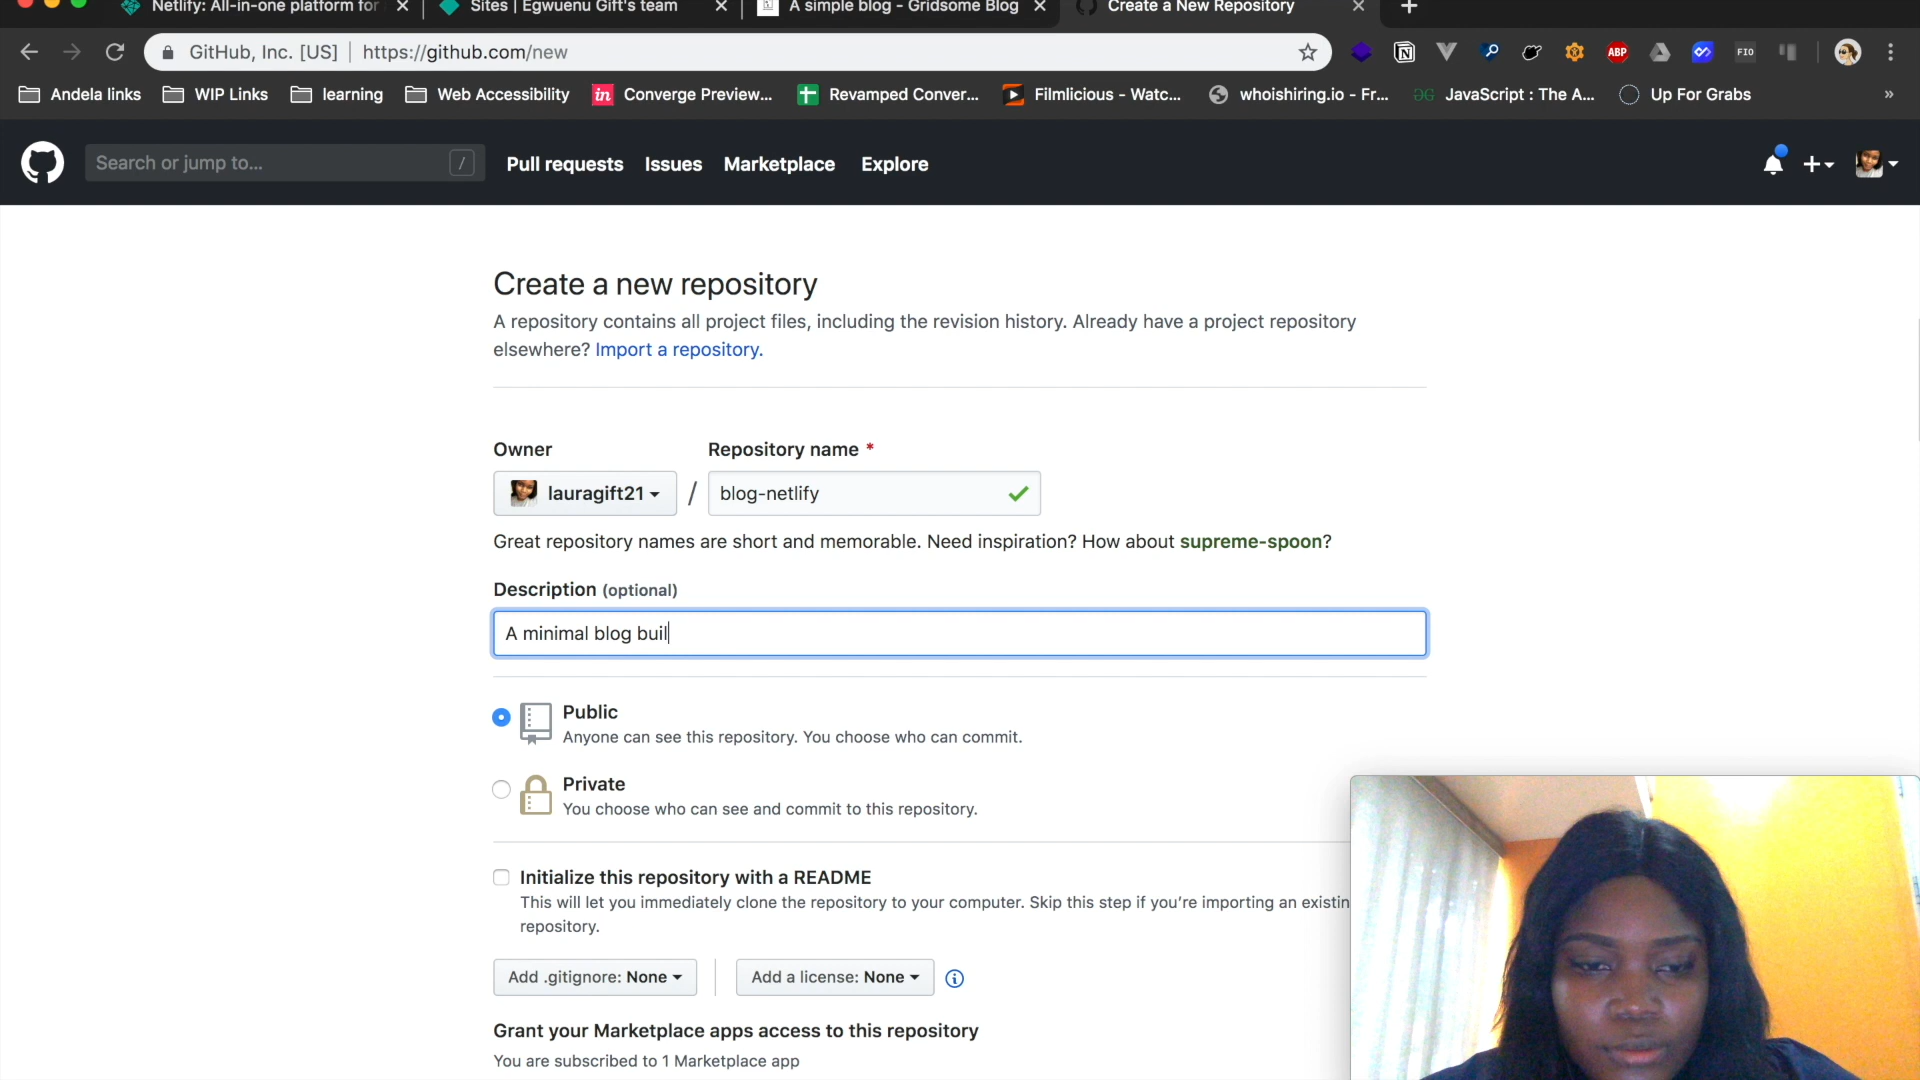 Netlify: All-in-one platform for
Sites | Egwuenu Gift's team
A simple blog - Gridsome Blog
Create a New Repository
GitHub, Inc. [US] | https://github.com/new
ABP
FIO
Andela links
WIP Links
learning
Web Accessibility
in Converge Preview...
Revamped Conver...
Filmlicious - Watc...
whoishiring.io - Fr...
JavaScript : The A...
Up For Grabs
»
Search or jump to...
/
Pull requests
Issues
Marketplace
Explore
Create a new repository
A repository contains all project files, including the revision history. Already have a project repository
elsewhere? Import a repository.
Owner
Repository name *
lauragift21
/
blog-netlify
Great repository names are short and memorable. Need inspiration? How about supreme-spoon?
Description (optional)
A minimal blog buil
Public
Anyone can see this repository. You choose who can commit.
Private
You choose who can see and commit to this repository.
Initialize this repository with a README
This will let you immediately clone the repository to your computer. Skip this step if you're importing an existin
repository.
Add .gitignore: None
Add a license: None
Grant your Marketplace apps access to this repository
You are subscribed to 1 Marketplace app